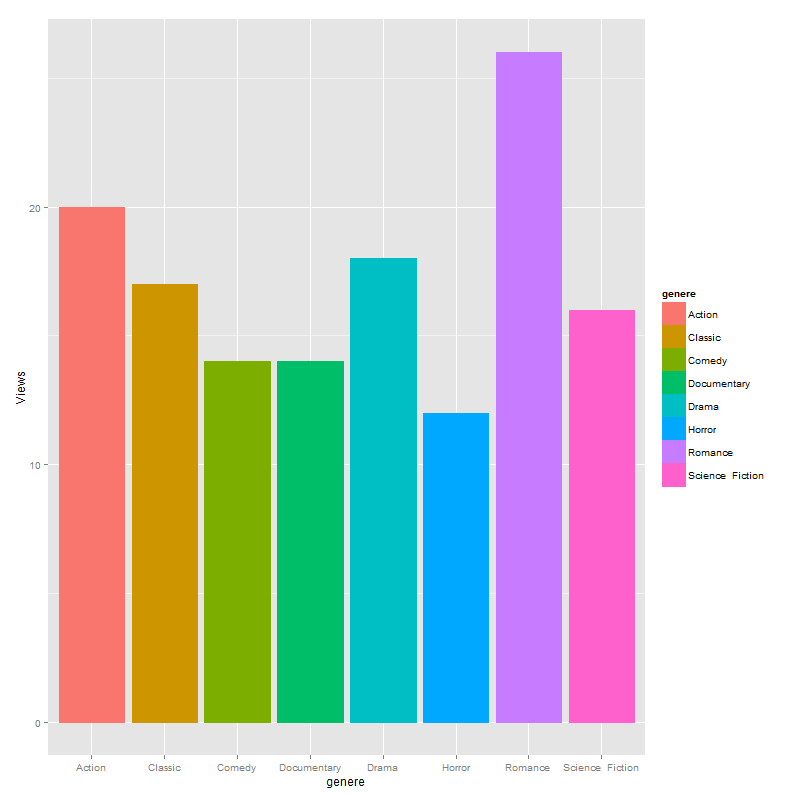 Views
20
10
0
Action Classic Comedy Documentary Drama Horror Romance Science Fiction
genere
genere
Action
Classic
Comedy
Documentary
Drama
Horror
Romance
Science Fiction